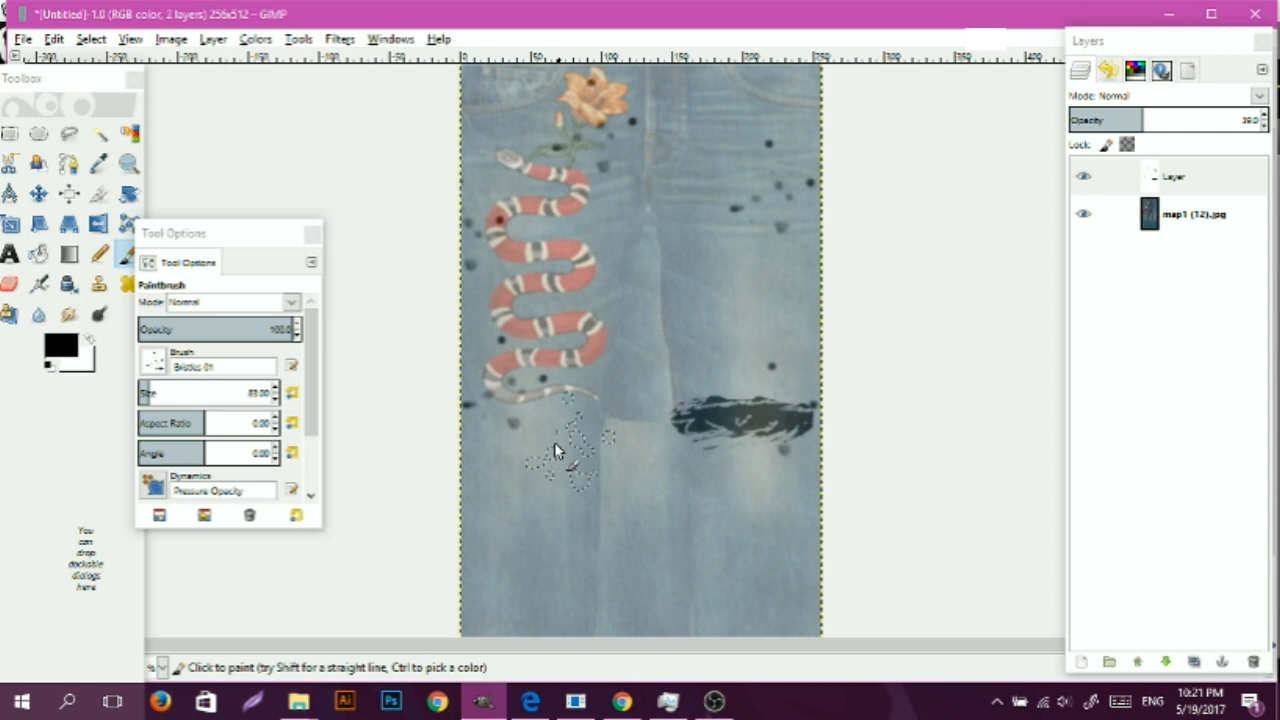 *[Untitled]-1.0 (RGB color, 2 layers) 256x512 – GIMP
File Edit Select View Image Layer Colors Tools Filters Windows Help
Toolbox
Layers
Mode: Normal
Opacity 39.0
Lock:
Layer
map1 (12).jpg
Tool Options
Tool Options
Paintbrush
Mode: Normal
Opacity 100.0
Brush
Bristles 01
Size 83.00
Aspect Ratio 0.00
Angle 0.00
Dynamics
Pressure Opacity
You
can
drop
dockable
dialogs
here
Click to paint (try Shift for a straight line, Ctrl to pick a color)
ENG
10:21 PM
5/19/2017